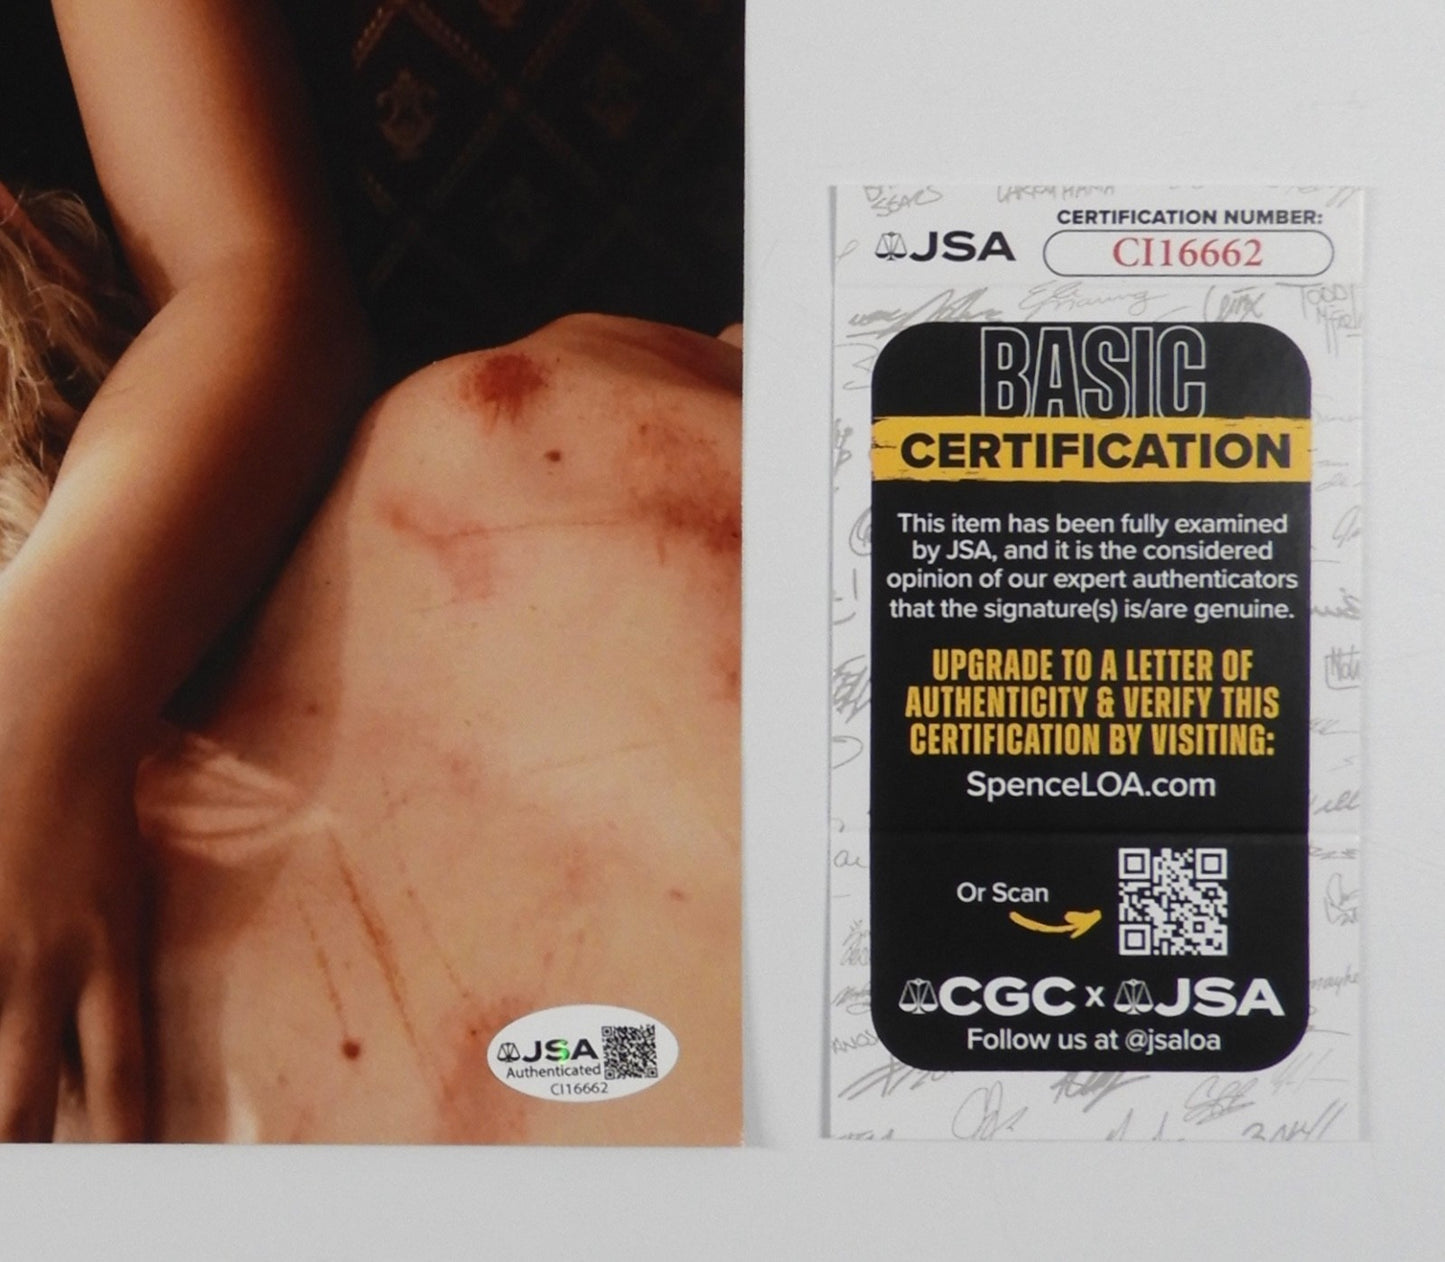 JSA
Authenticated
CI16662
CERTIFICATION NUMBER:
JSA
CI16662
BASIC
CERTIFICATION
This item has been fully examined
by JSA, and it is the considered
opinion of our expert authenticators
that the signature(s) is/are genuine.
UPGRADE TO A LETTER OF
AUTHENTICITY & VERIFY THIS
CERTIFICATION BY VISITING:
SpenceLOA.com
Or Scan
CGC x JSA
Follow us at @jsaloa